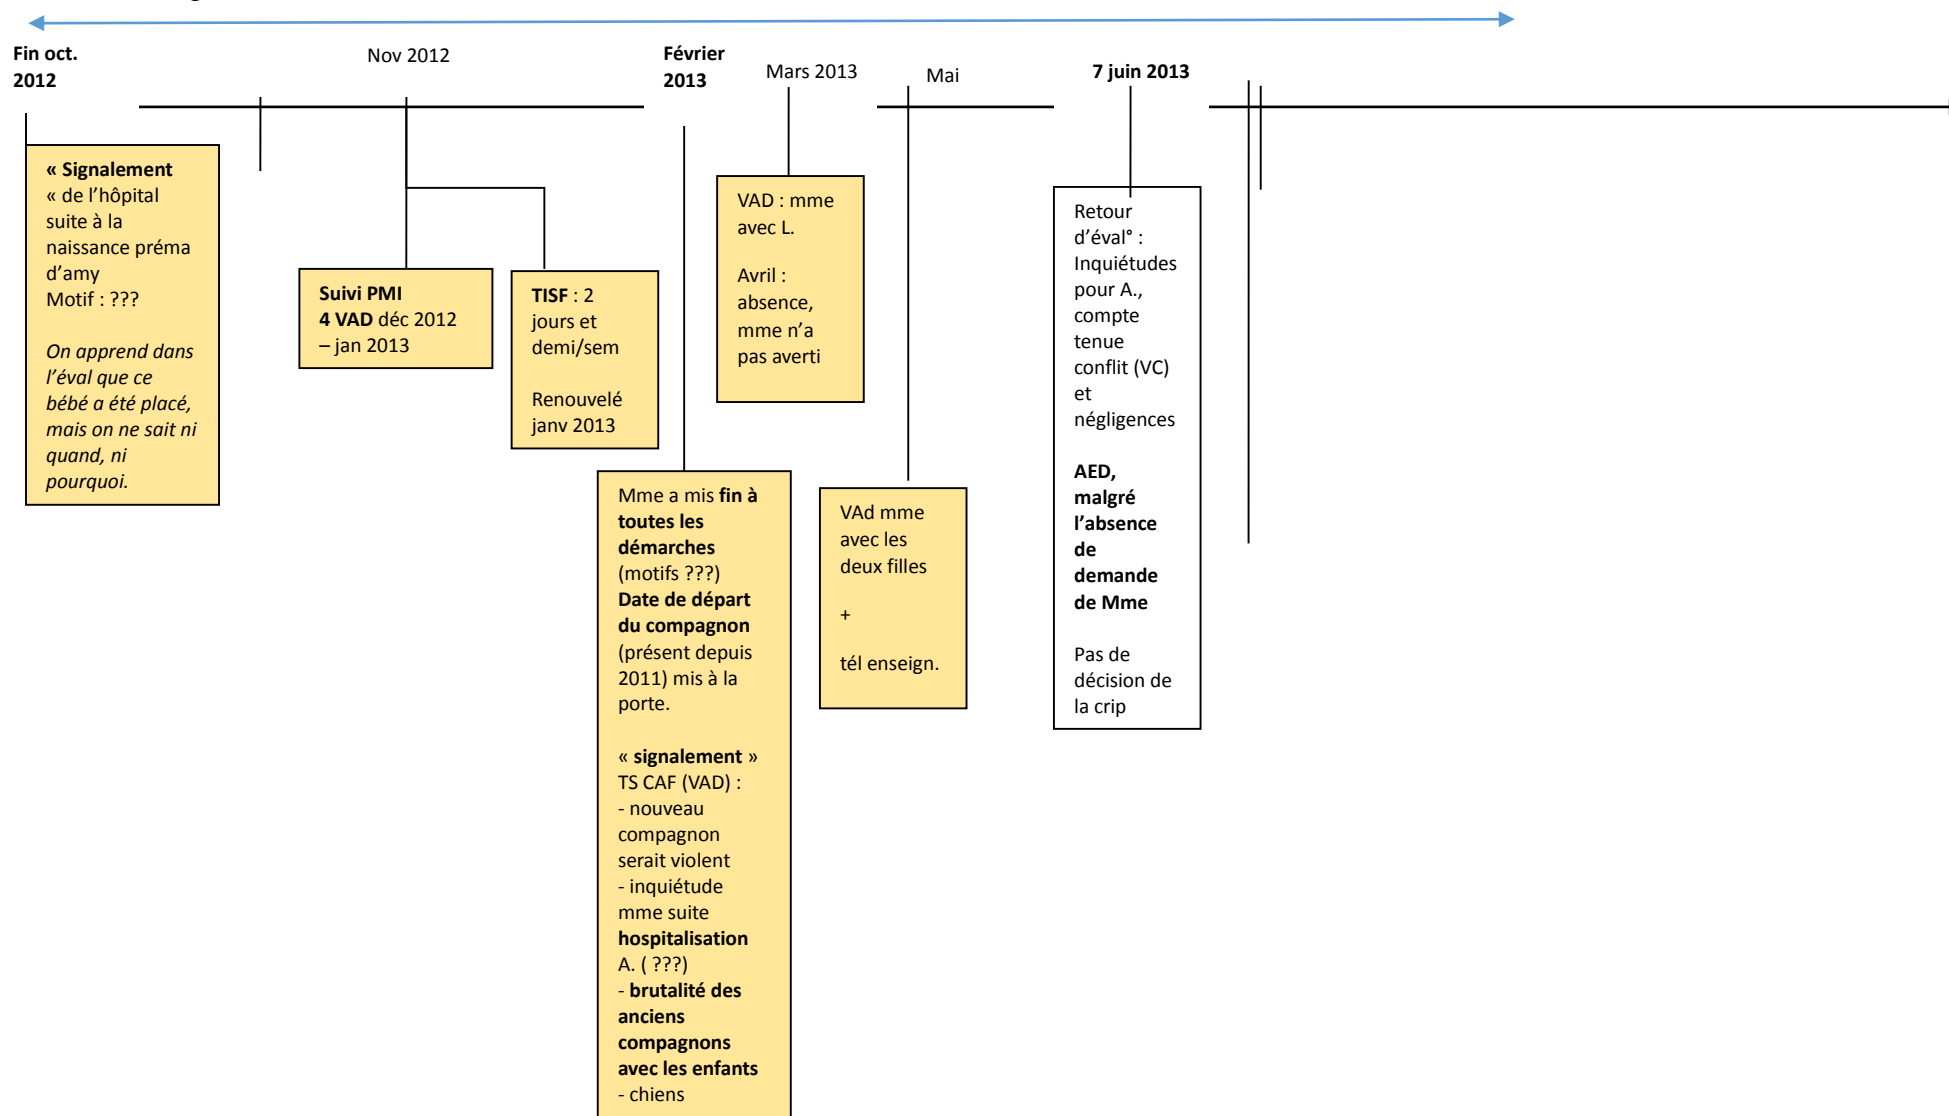 Fin oct.
2012
Nov 2012
Février
2013
Mars 2013
Mai
7 juin 2013
« Signalement
« de l’hôpital
suite à la
naissance préma
d’amy
Motif : ???
On apprend dans
l’éval que ce
bébé a été placé,
mais on ne sait ni
quand, ni
pourquoi.
Suivi PMI
4 VAD déc 2012
– jan 2013
TISF : 2
jours et
demi/sem
Renouvelé
janv 2013
Mme a mis fin à
toutes les
démarches
(motifs ???)
Date de départ
du compagnon
(présent depuis
2011) mis à la
porte.
« signalement »
TS CAF (VAD) :
- nouveau
compagnon
serait violent
- inquiétude
mme suite
hospitalisation
A. ( ???)
- brutalité des
anciens
compagnons
avec les enfants
- chiens
VAD : mme
avec L.
Avril :
absence,
mme n’a
pas averti
VAd mme
avec les
deux filles
+
tél enseign.
Retour
d’éval° :
Inquiétudes
pour A.,
compte
tenue
conflit (VC)
et
négligences
AED,
malgré
l’absence
de
demande
de Mme
Pas de
décision de
la crip